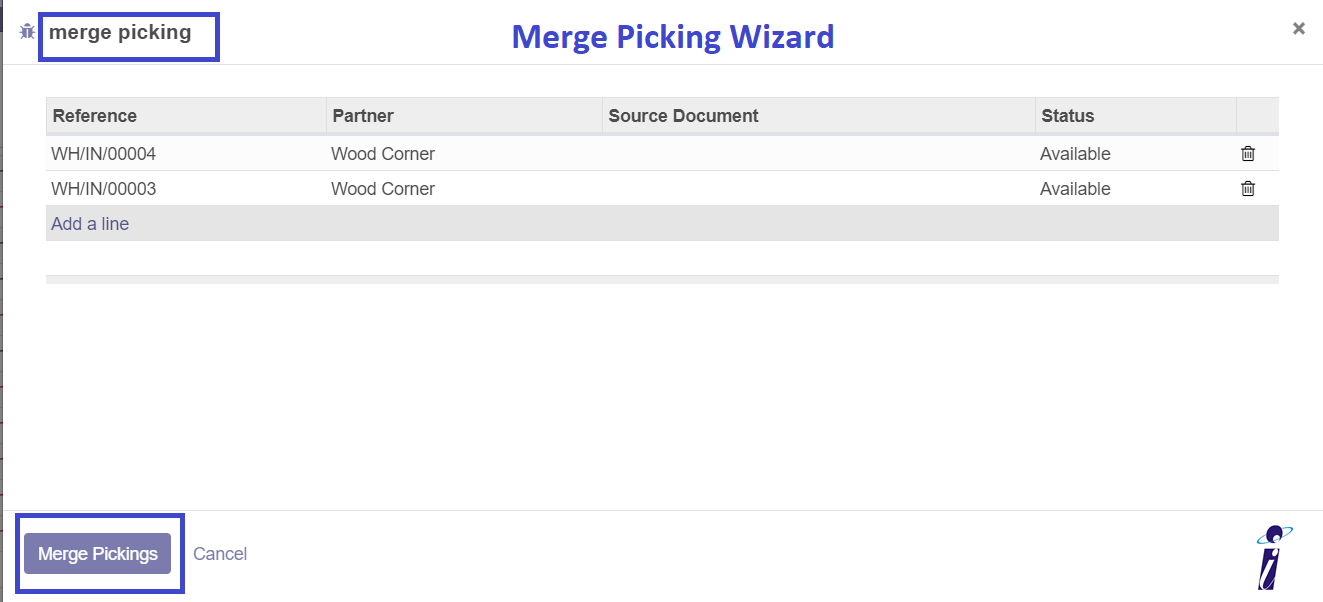 merge picking
Merge Picking Wizard
Reference Partner Source Document Status
WH/IN/00004 Wood Corner Available
WH/IN/00003 Wood Corner Available
Add a line
Merge Pickings Cancel